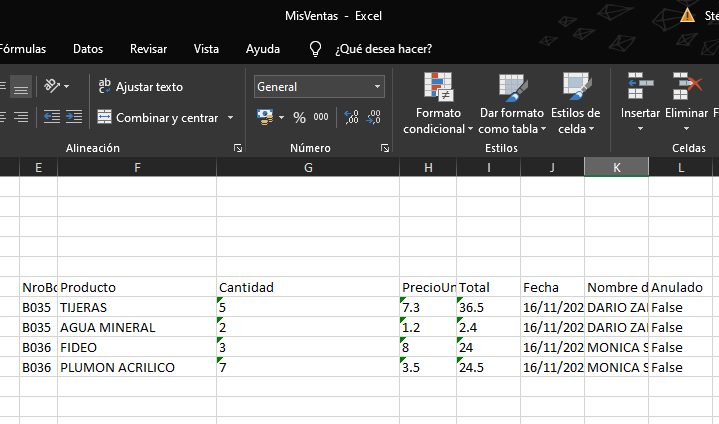 MisVentas - Excel
Ste
Fórmulas Datos Revisar Vista Ayuda ¿Qué desea hacer?
ab Ajustar texto General
Combinar y centrar % 000 Formato condicional Dar formato como tabla Estilos de celda Insertar Eliminar F
Alineación Número Estilos Celdas
E F G H I J K L
NroBo Producto Cantidad PrecioUn Total Fecha Nombre d Anulado
B035 TIJERAS 5 7.3 36.5 16/11/202 DARIO ZA False
B035 AGUA MINERAL 2 1.2 2.4 16/11/202 DARIO ZA False
B036 FIDEO 3 8 24 16/11/202 MONICA S False
B036 PLUMON ACRILICO 7 3.5 24.5 16/11/202 MONICA S False